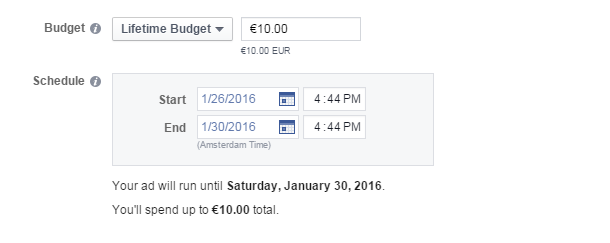 Budget Lifetime Budget €10.00
€10.00 EUR
Schedule
Start 1/26/2016 4:44 PM
End 1/30/2016 4:44 PM
(Amsterdam Time)
Your ad will run until Saturday, January 30, 2016.
You'll spend up to €10.00 total.